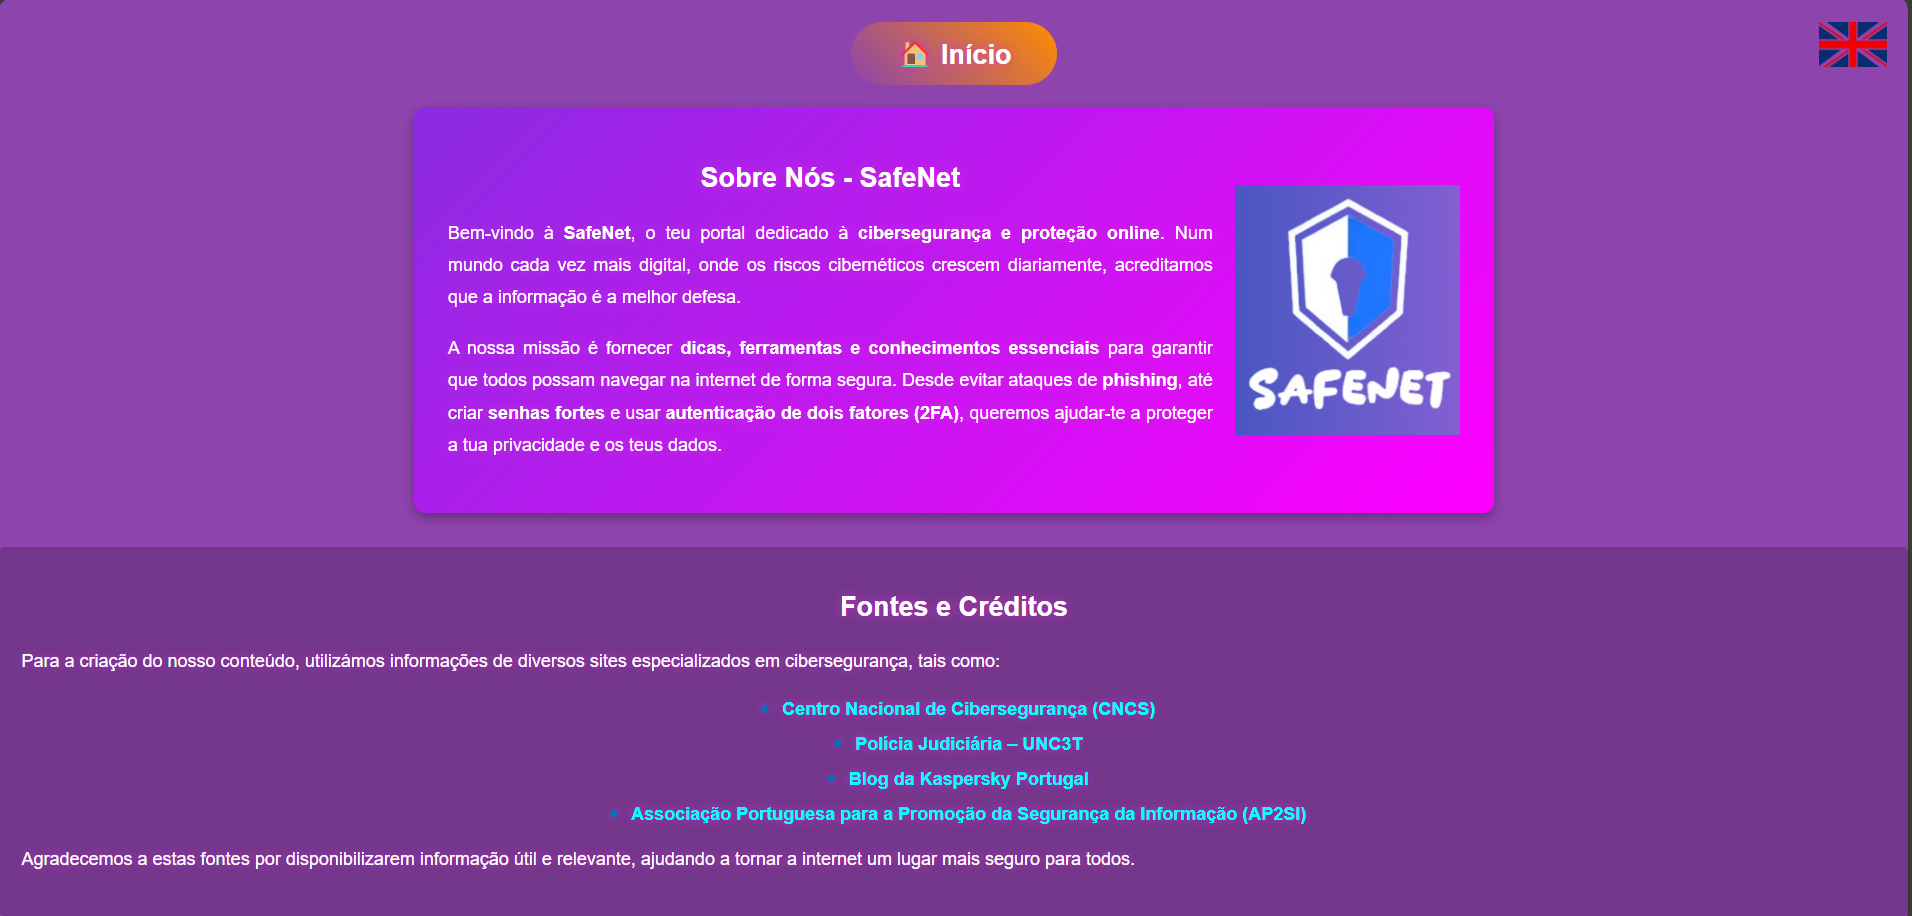 🏠 Início
Sobre Nós - SafeNet
Bem-vindo à SafeNet, o teu portal dedicado à cibersegurança e proteção online. Num
mundo cada vez mais digital, onde os riscos cibernéticos crescem diariamente, acreditamos
que a informação é a melhor defesa.
A nossa missão é fornecer dicas, ferramentas e conhecimentos essenciais para garantir
que todos possam navegar na internet de forma segura. Desde evitar ataques de phishing, até
criar senhas fortes e usar autenticação de dois fatores (2FA), queremos ajudar-te a proteger
a tua privacidade e os teus dados.
SAFENET
Fontes e Créditos
Para a criação do nosso conteúdo, utilizámos informações de diversos sites especializados em cibersegurança, tais como:
• Centro Nacional de Cibersegurança (CNCS)
• Polícia Judiciária – UNC3T
• Blog da Kaspersky Portugal
• Associação Portuguesa para a Promoção da Segurança da Informação (AP2SI)
Agradecemos a estas fontes por disponibilizarem informação útil e relevante, ajudando a tornar a internet um lugar mais seguro para todos.